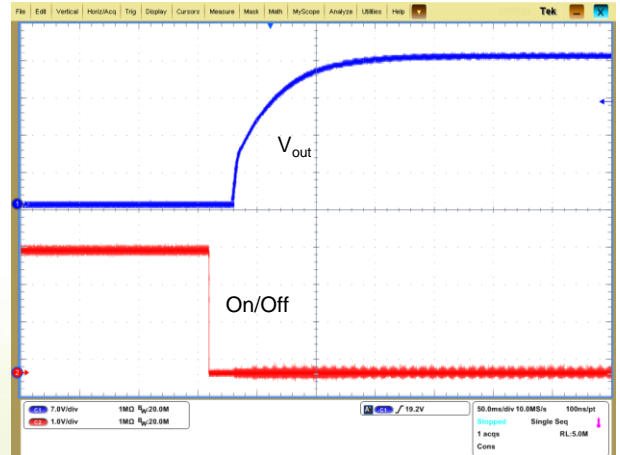 File Edit Vertical Horiz/Acq Trig Display Cursors Measure Mask Math MyScope Analyze Utilities Help Tek
Vout
1
On/Off
2
C1 7.0V/div 1MΩ BW:20.0M
C2 1.0V/div 1MΩ BW:20.0M
A C1 19.2V
50.0ms/div 10.0MS/s 100ns/pt
Stopped Single Seq
1 acqs RL:5.0M
Cons